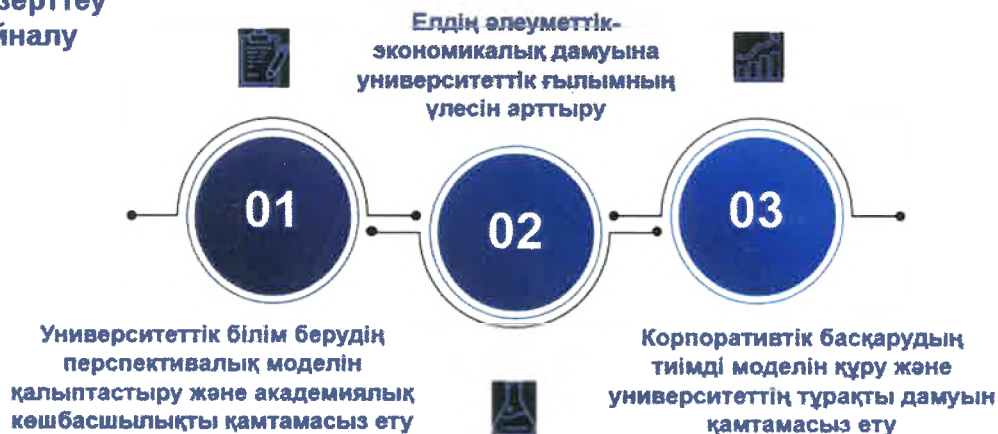 зерттеу
Елдің әлеуметтік-
экономикалық дамуына
университеттік ғылымның
үлесін арттыру
01
02
03
Университеттік білім берудің
перспективалық моделін
қалыптастыру және академиялық
көшбасшылықты қамтамасыз ету
Корпоративтік басқарудың
тиімді моделін құру және
университеттің тұрақты дамуын
қамтамасыз ету